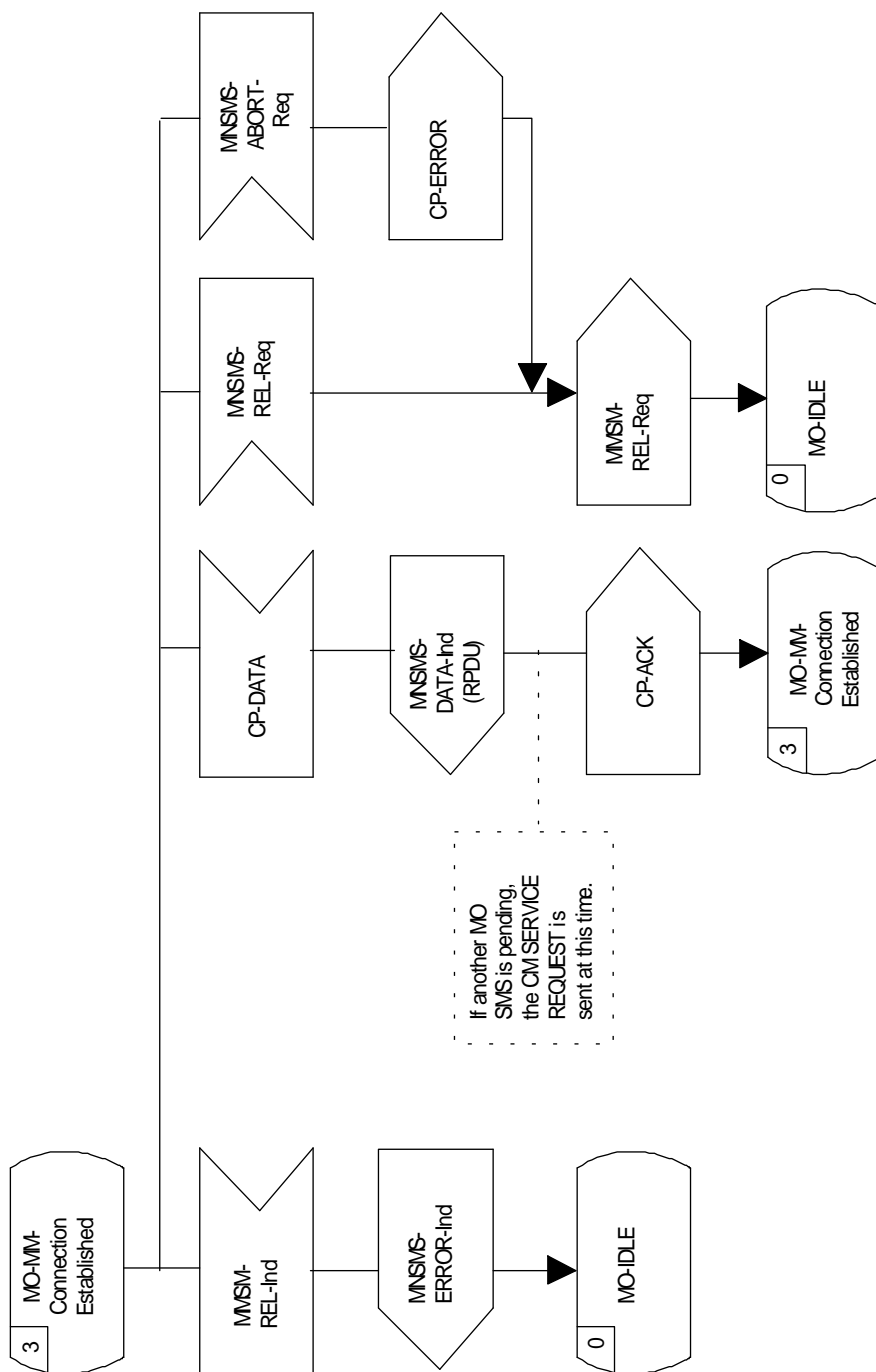 3
MO-MM-
Connection
Established
MMSM-
REL-Ind
MNSMS-
ERROR-Ind
0
MO-IDLE
CP-DATA
MNSMS-
DATA-Ind
(RPDU)
If another MO
SMS is pending,
the CM SERVICE
REQUEST is
sent at this time.
CP-ACK
3
MO-MM-
Connection
Established
MNSMS-
REL-Req
MNSMS-
ABORT-
Req
CP-ERROR
MMSM-
REL-Req
0
MO-IDLE